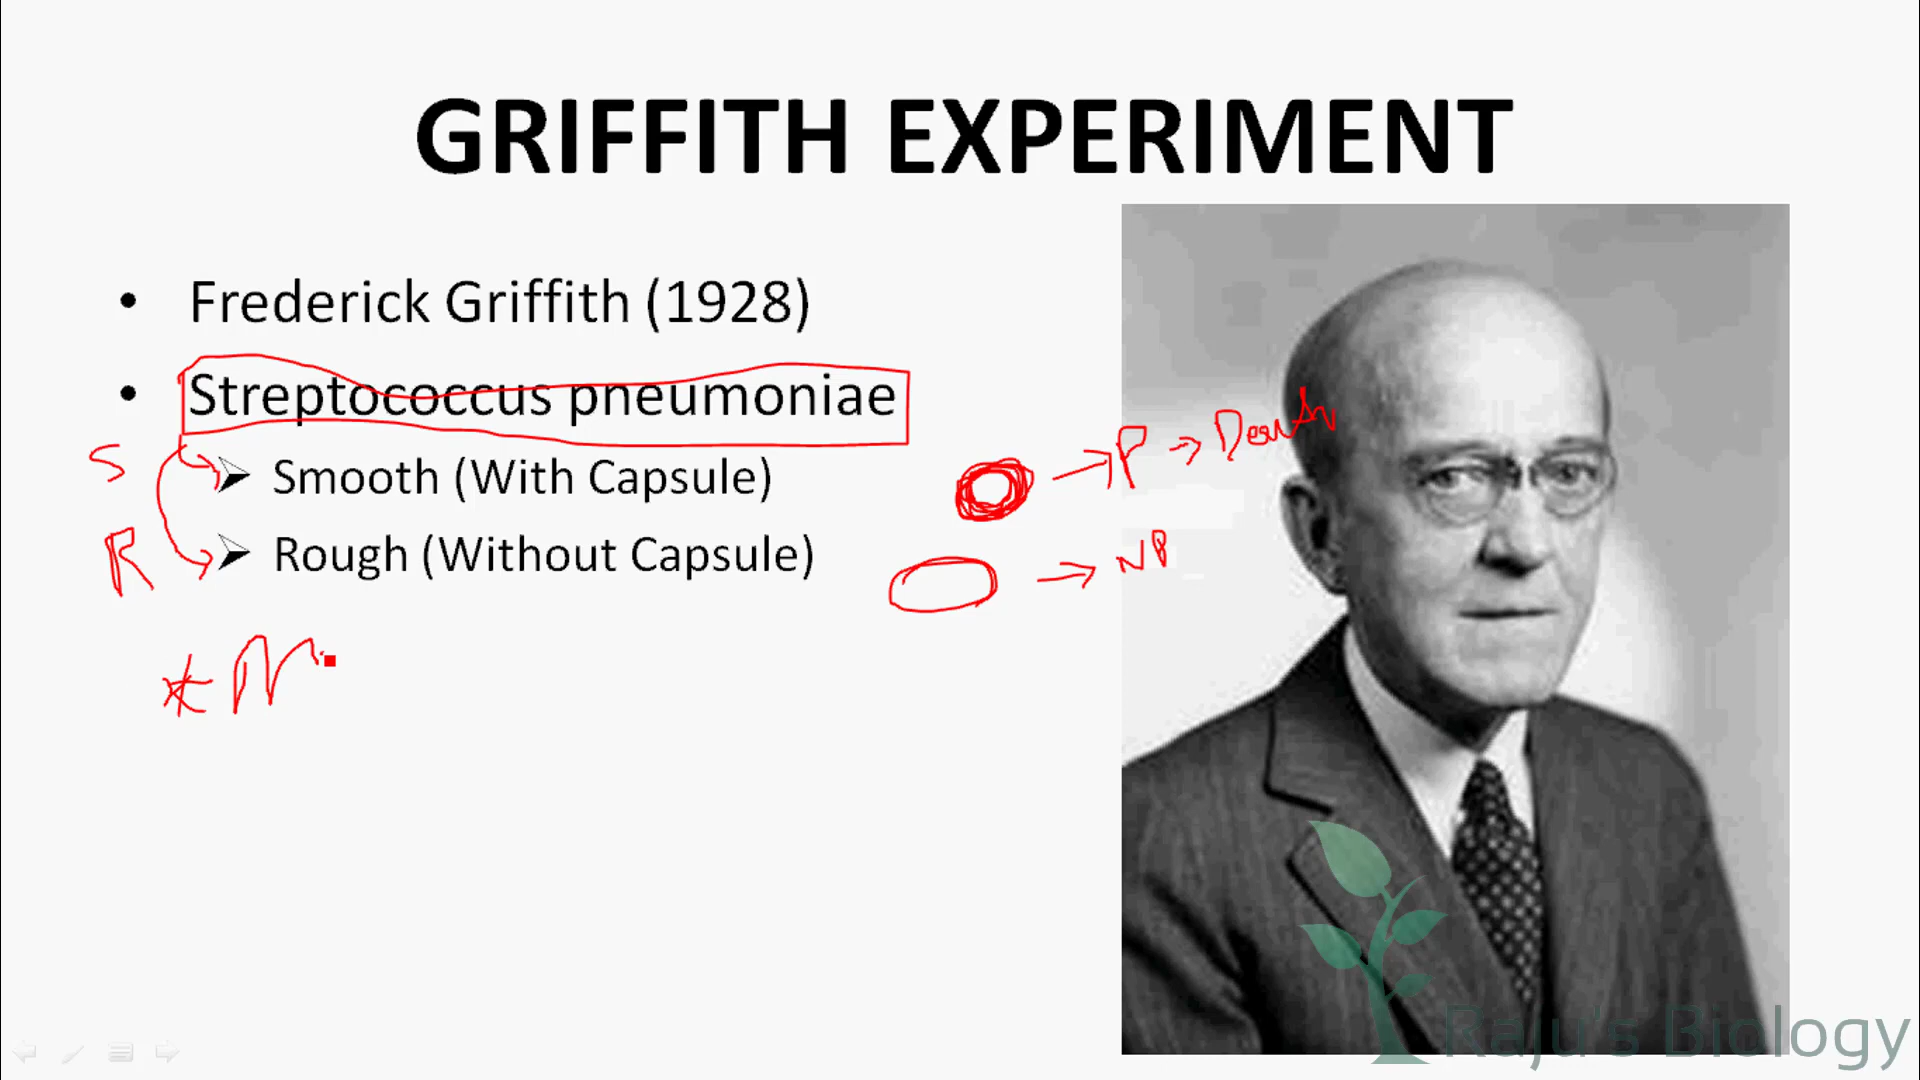 GRIFFITH EXPERIMENT
• Frederick Griffith (1928)
• Streptococcus pneumoniae
S
➢ Smooth (With Capsule)
P → Death
R
➢ Rough (Without Capsule)
NP
Raju's Biology